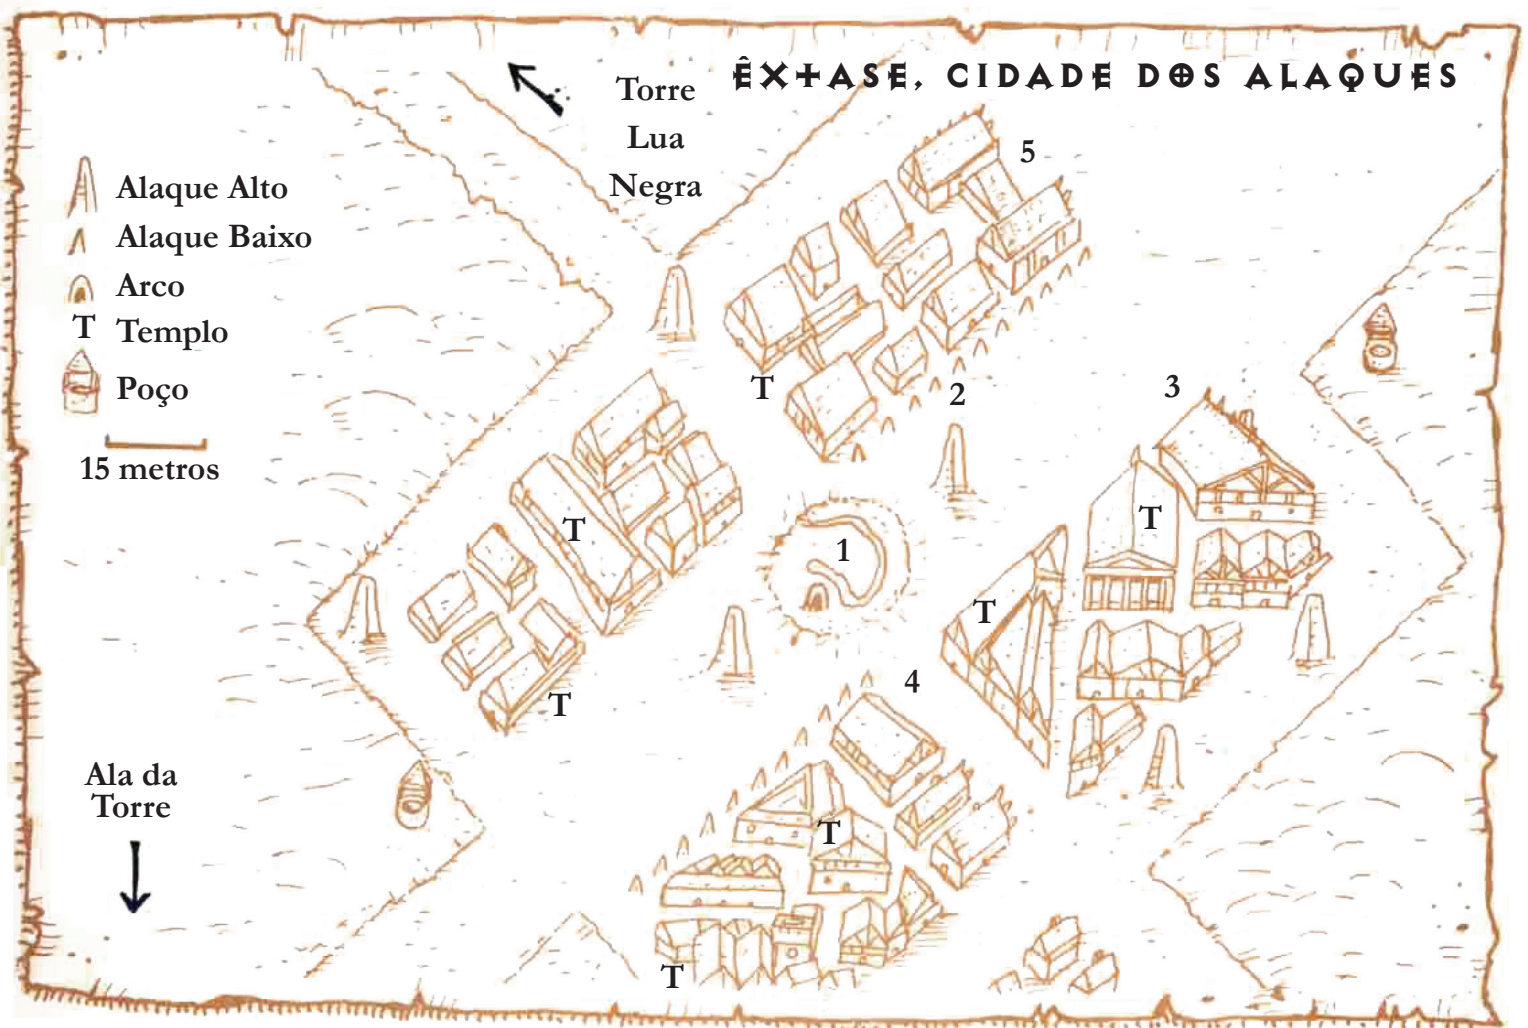 ÊXTASE, CIDADE DOS ALAQUES
Torre
Lua
Negra
Alaque Alto
Alaque Baixo
Arco
T Templo
Poço
15 metros
5
T
2
3
T
T
1
T
T
4
Ala da
Torre
T
T